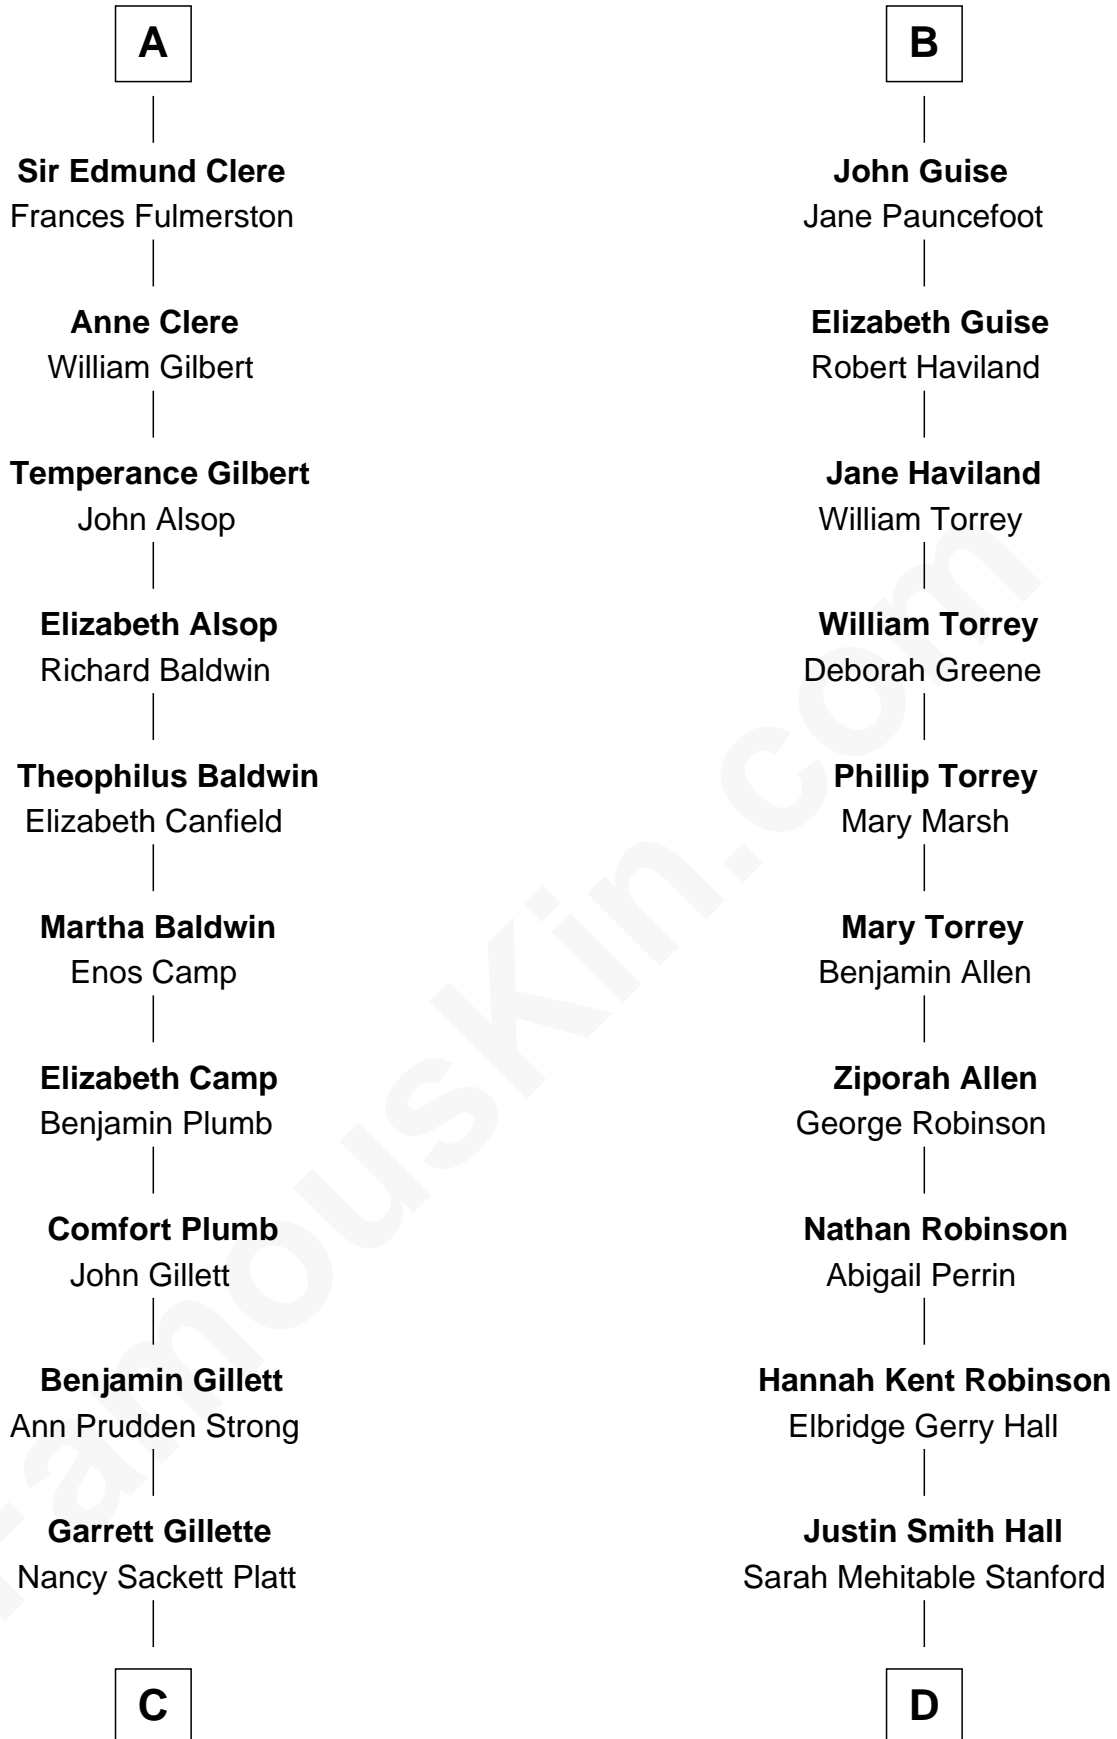 A
Sir Edmund Clere
Frances Fulmerston
Anne Clere
William Gilbert
Temperance Gilbert
John Alsop
Elizabeth Alsop
Richard Baldwin
Theophilus Baldwin
Elizabeth Canfield
Martha Baldwin
Enos Camp
Elizabeth Camp
Benjamin Plumb
Comfort Plumb
John Gillett
Benjamin Gillett
Ann Prudden Strong
Garrett Gillette
Nancy Sackett Platt
C
B
John Guise
Jane Pauncefoot
Elizabeth Guise
Robert Haviland
Jane Haviland
William Torrey
William Torrey
Deborah Greene
Phillip Torrey
Mary Marsh
Mary Torrey
Benjamin Allen
Ziporah Allen
George Robinson
Nathan Robinson
Abigail Perrin
Hannah Kent Robinson
Elbridge Gerry Hall
Justin Smith Hall
Sarah Mehitable Stanford
D
FamousKin.com